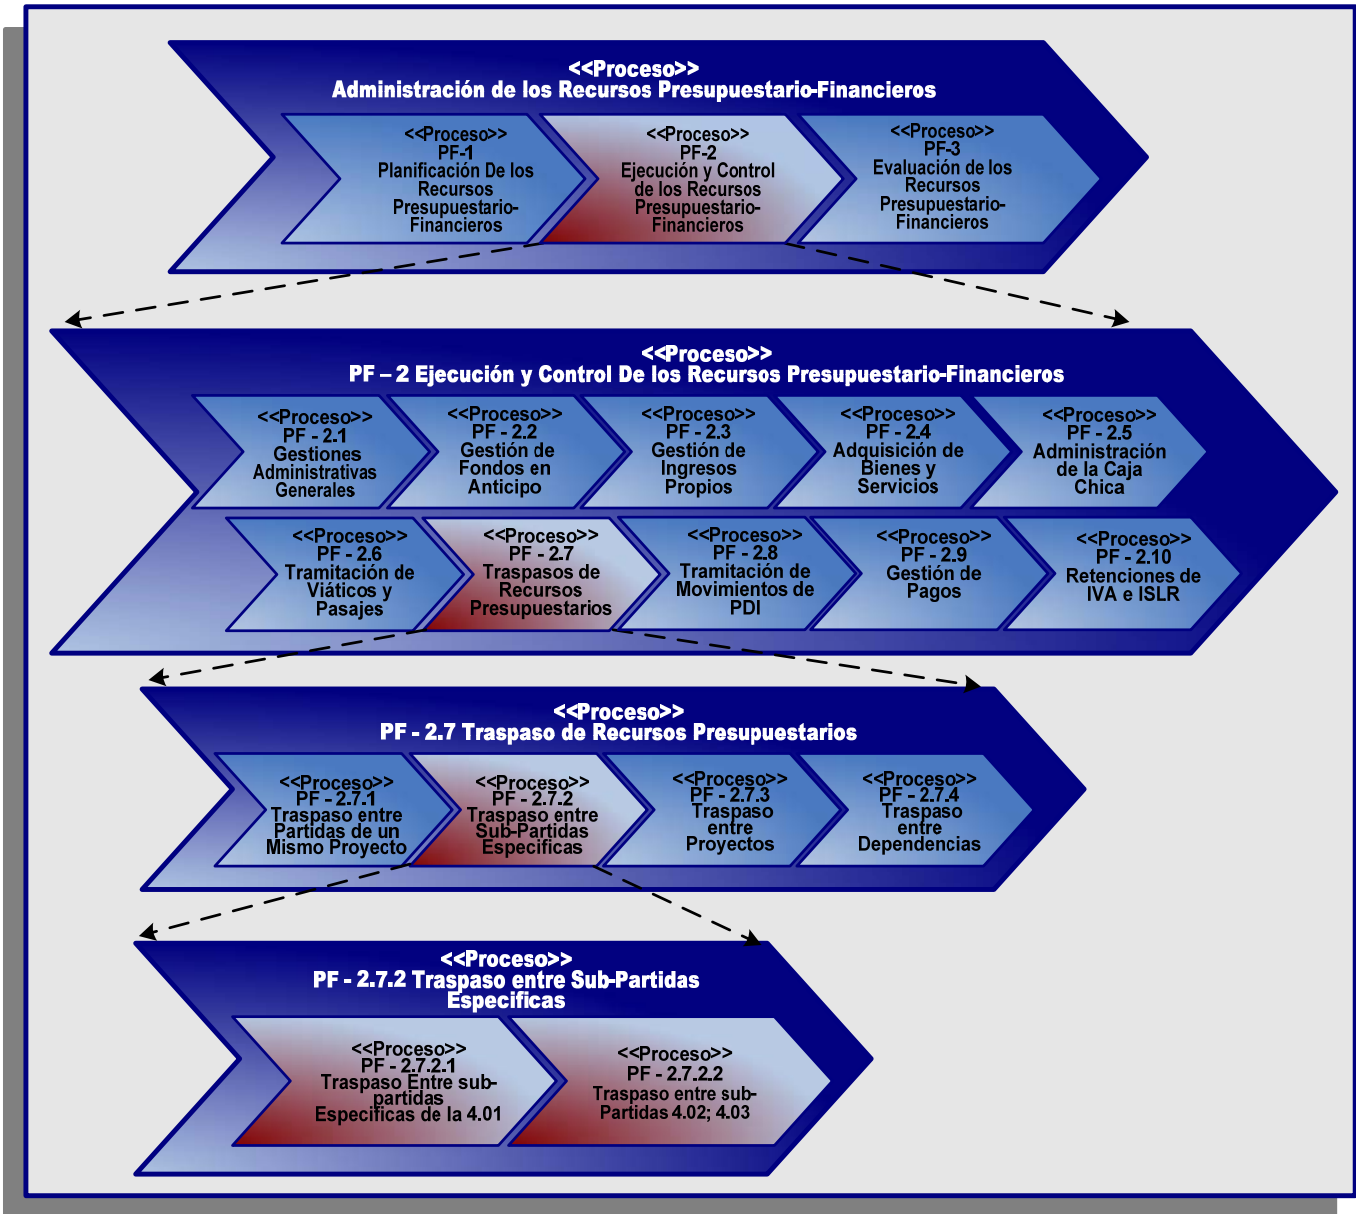 <<Proceso>>
Administración de los Recursos Presupuestario-Financieros
<<Proceso>>
PF-1
Planificación De los
Recursos
Presupuestario-
Financieros
<<Proceso>>
PF-2
Ejecución y Control
de los Recursos
Presupuestario-
Financieros
<<Proceso>>
PF-3
Evaluación de los
Recursos
Presupuestario-
Financieros
<<Proceso>>
PF – 2 Ejecución y Control De los Recursos Presupuestario-Financieros
<<Proceso>>
PF - 2.1
Gestiones
Administrativas
Generales
<<Proceso>>
PF - 2.2
Gestión de
Fondos en
Anticipo
<<Proceso>>
PF - 2.3
Gestión de
Ingresos
Propios
<<Proceso>>
PF - 2.4
Adquisición de
Bienes y
Servicios
<<Proceso>>
PF - 2.5
Administración
de la Caja
Chica
<<Proceso>>
PF - 2.6
Tramitación de
Viáticos y
Pasajes
<<Proceso>>
PF - 2.7
Traspasos de
Recursos
Presupuestarios
<<Proceso>>
PF - 2.8
Tramitación de
Movimientos de
PDI
<<Proceso>>
PF - 2.9
Gestión de
Pagos
<<Proceso>>
PF - 2.10
Retenciones de
IVA e ISLR
<<Proceso>>
PF - 2.7 Traspaso de Recursos Presupuestarios
<<Proceso>>
PF - 2.7.1
Traspaso entre
Partidas de un
Mismo Proyecto
<<Proceso>>
PF - 2.7.2
Traspaso entre
Sub-Partidas
Especificas
<<Proceso>>
PF - 2.7.3
Traspaso
entre
Proyectos
<<Proceso>>
PF - 2.7.4
Traspaso
entre
Dependencias
<<Proceso>>
PF - 2.7.2 Traspaso entre Sub-Partidas
Especificas
<<Proceso>>
PF - 2.7.2.1
Traspaso Entre sub-
partidas
Especificas de la 4.01
<<Proceso>>
PF - 2.7.2.2
Traspaso entre sub-
Partidas 4.02; 4.03